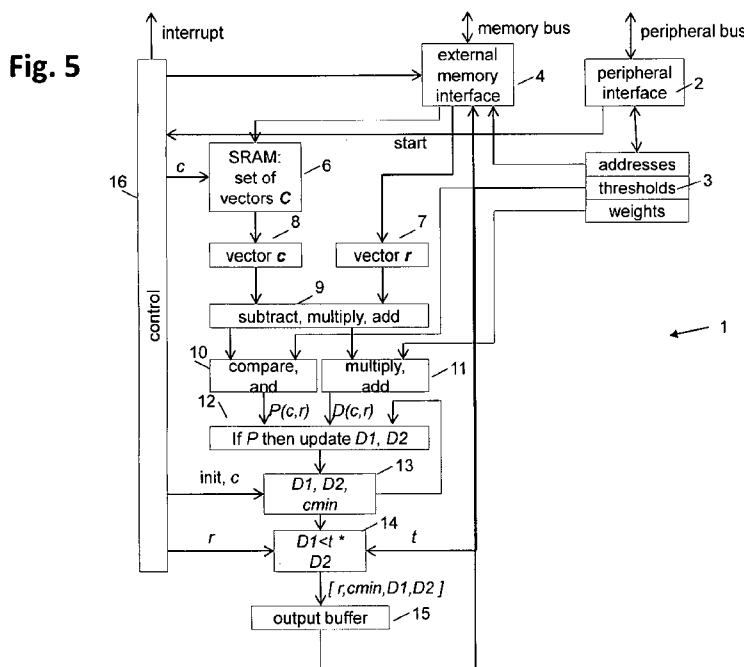 Fig. 5
interrupt
memory bus
peripheral bus
external
memory
interface
4
peripheral
interface
2
start
16
c
SRAM:
set of
vectors C
6
addresses
thresholds
weights
3
8
7
vector c
vector r
9
subtract, multiply, add
control
1
10
compare,
and
multiply,
add
11
12
P(c,r)
D(c,r)
If P then update D1, D2
13
init, c
D1, D2,
cmin
14
r
D1<t *
D2
t
[ r,cmin,D1,D2 ]
output buffer
15